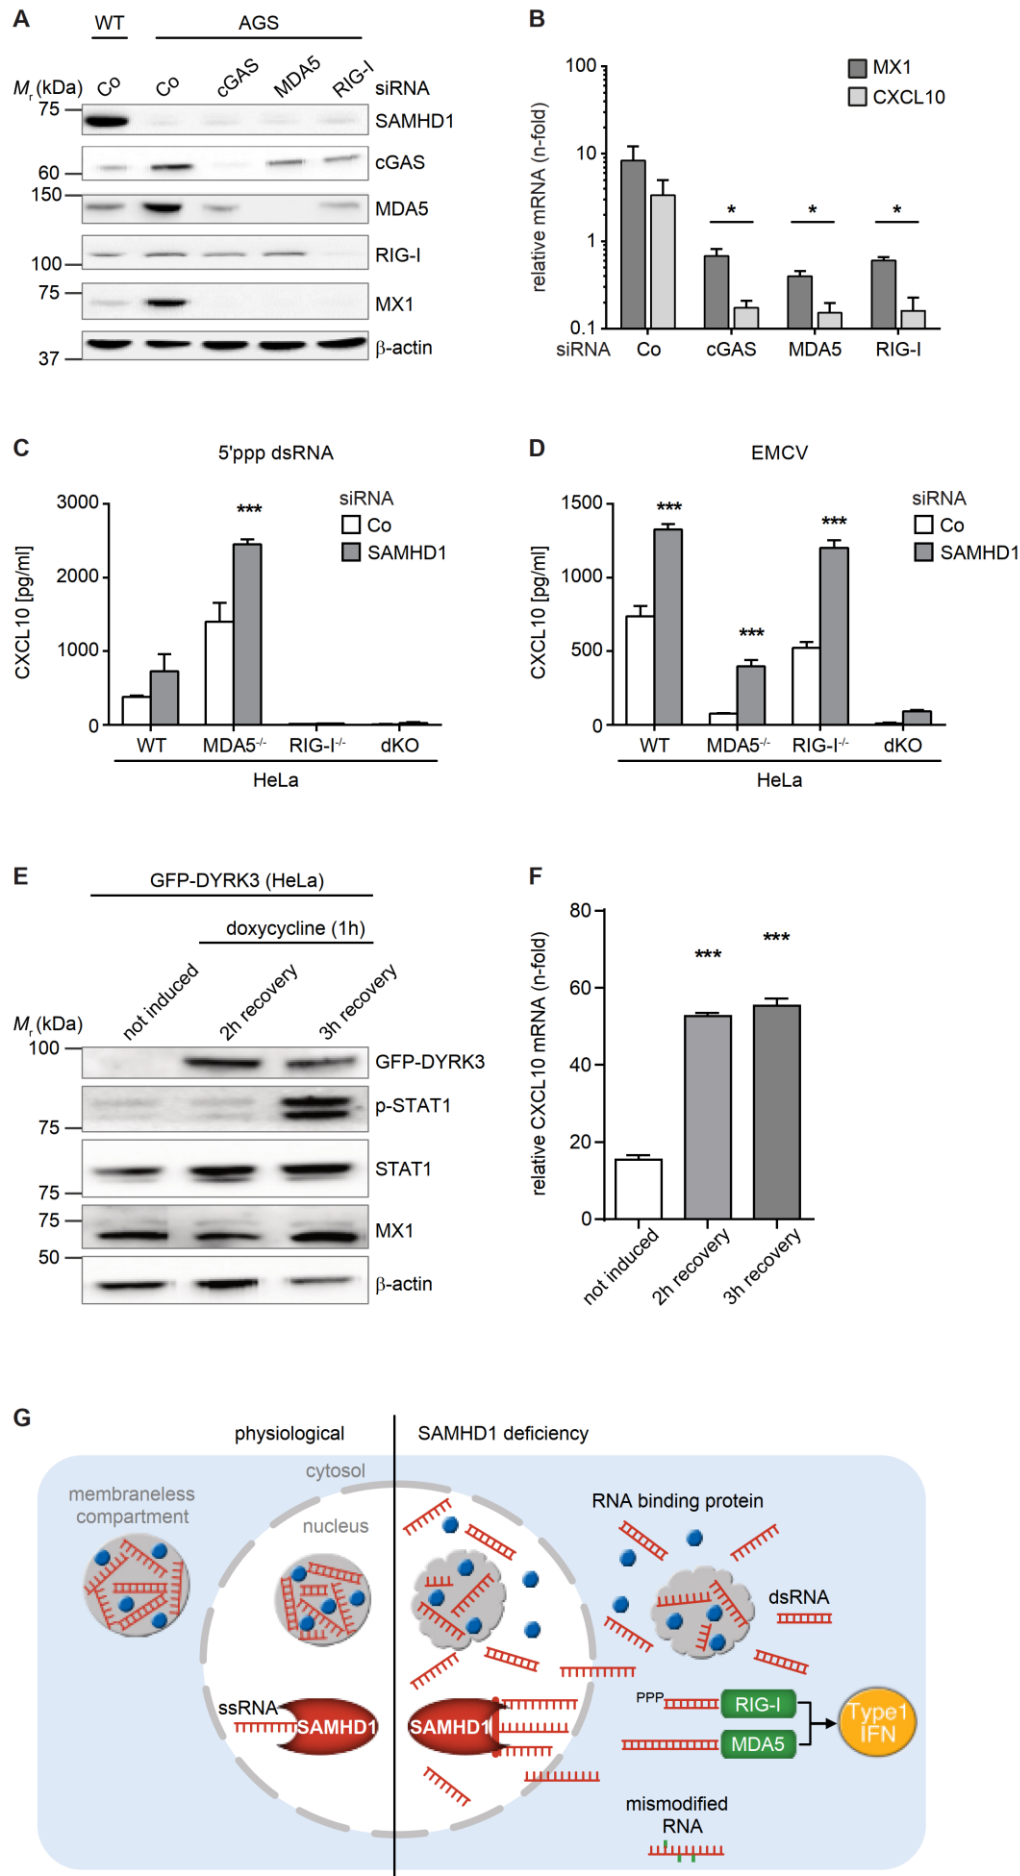 A
WT AGS
Mr (kDa) Co Co cGAS MDA5 RIG-I siRNA
75 SAMHD1
60 cGAS
150 MDA5
100 RIG-I
75 MX1
37 β-actin
B
relative mRNA (n-fold)
100
10
1
0.1
MX1
CXCL10
* * *
siRNA Co cGAS MDA5 RIG-I
C
5'ppp dsRNA
CXCL10 [pg/ml]
3000
2000
1000
0
***
siRNA
Co
SAMHD1
WT MDA5-/- RIG-I-/- dKO
HeLa
D
EMCV
CXCL10 [pg/ml]
1500
1000
500
0
*** *** ***
siRNA
Co
SAMHD1
WT MDA5-/- RIG-I-/- dKO
HeLa
E
GFP-DYRK3 (HeLa)
doxycycline (1h)
Mr (kDa) not induced 2h recovery 3h recovery
100 GFP-DYRK3
75 p-STAT1
75 STAT1
75 MX1
50 β-actin
F
relative CXCL10 mRNA (n-fold)
80
60
40
20
0
*** ***
not induced 2h recovery 3h recovery
G
physiological SAMHD1 deficiency
cytosol
membraneless
compartment
nucleus
RNA binding protein
dsRNA
ssRNA
SAMHD1
SAMHD1
PPP RIG-I
MDA5
Type1
IFN
mismodified
RNA